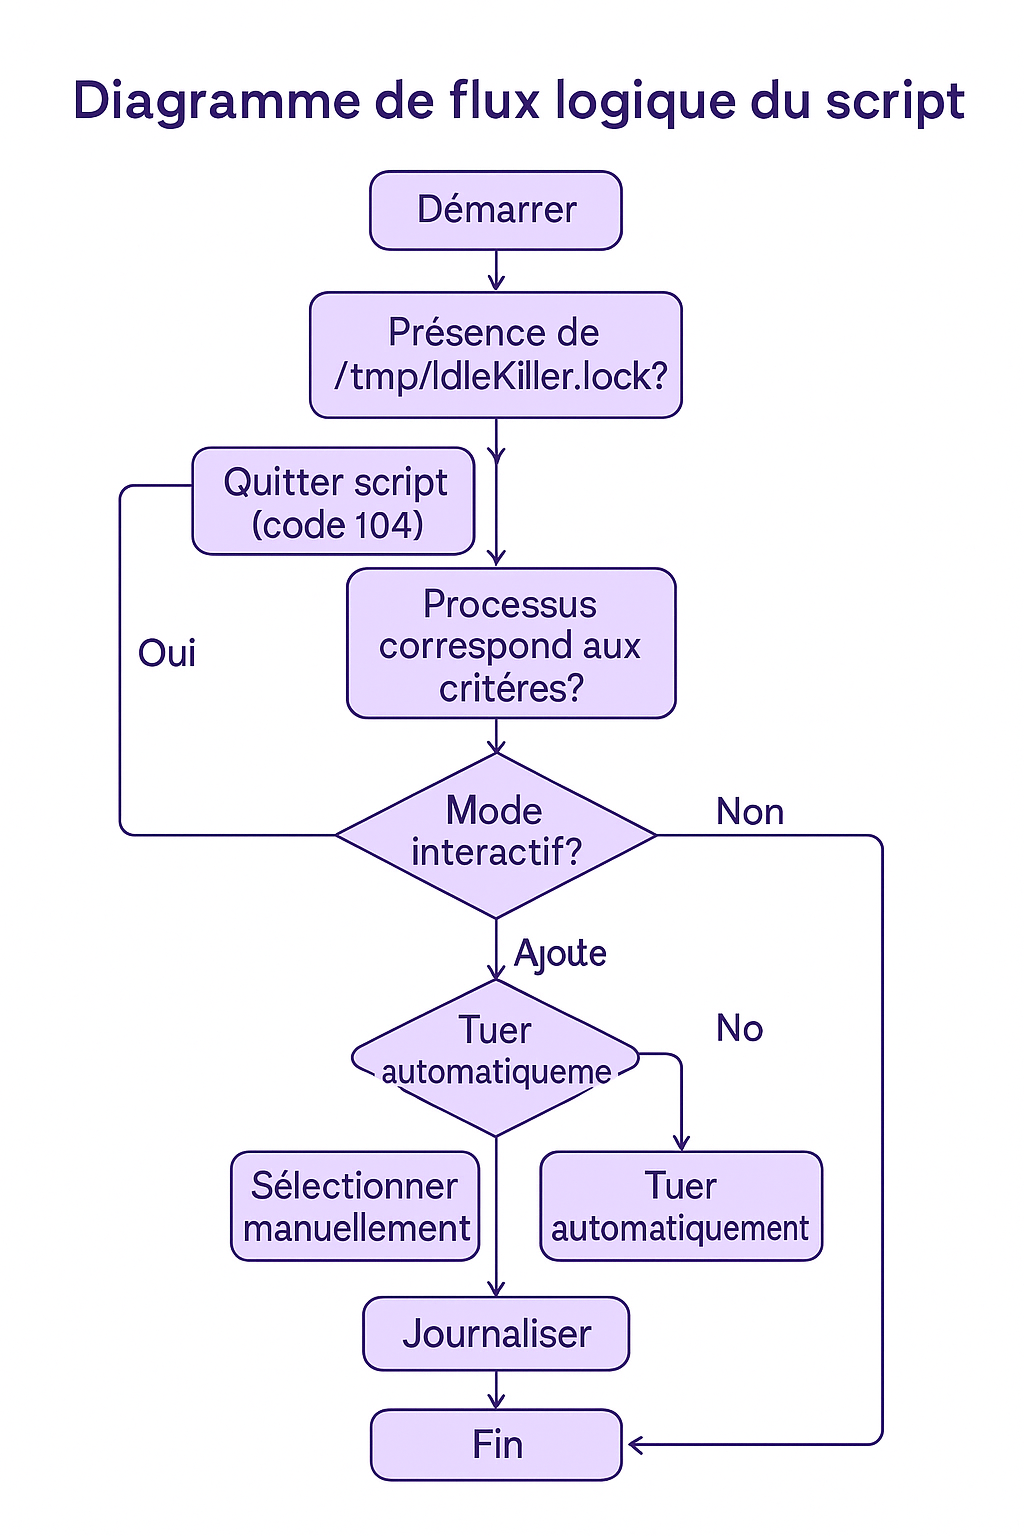 Diagramme de flux logique du script
Démarrer
Présence de
/tmp/IdleKiller.lock?
Quitter script
(code 104)
Oui
Processus
correspond aux
critéres?
Mode
interactif?
Non
Ajoute
Tuer
automatiqueme
No
Sélectionner
manuellement
Tuer
automatiquement
Journaliser
Fin